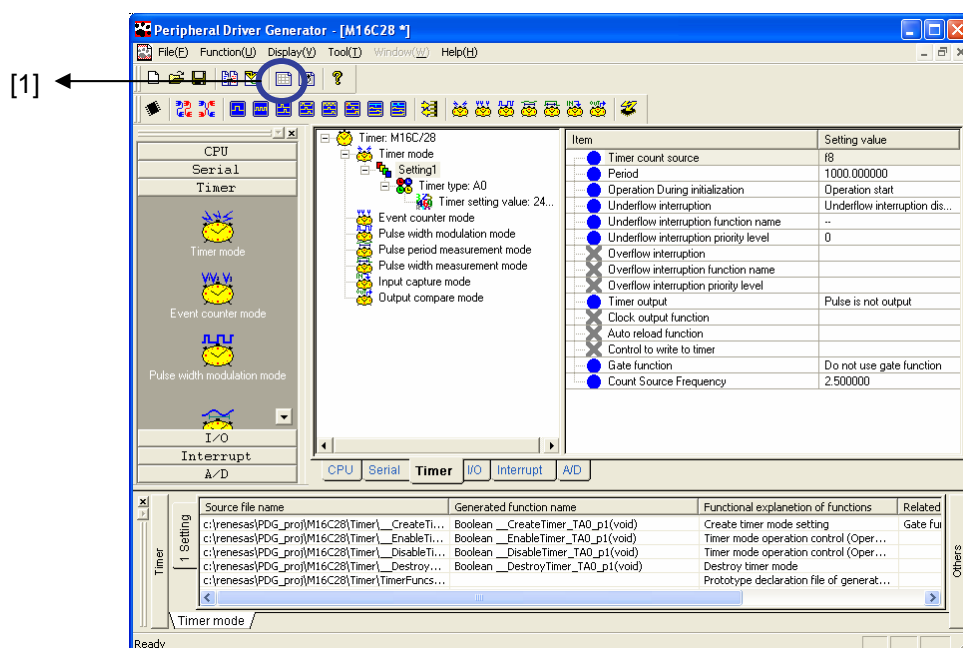 Peripheral Driver Generator - [M16C28 *]
File(F) Function(U) Display(V) Tool(T) Window(W) Help(H)
[1]
CPU
Serial
Timer
Timer mode
Event counter mode
Pulse width modulation mode
I/O
Interrupt
A/D
Timer: M16C/28
Timer mode
Setting1
Timer type: A0
Timer setting value: 24...
Event counter mode
Pulse width modulation mode
Pulse period measurement mode
Pulse width measurement mode
Input capture mode
Output compare mode
Item Setting value
Timer count source f8
Period 1000.000000
Operation During initialization Operation start
Underflow interruption Underflow interruption dis...
Underflow interruption function name --
Underflow interruption priority level 0
Overflow interruption
Overflow interruption function name
Overflow interruption priority level
Timer output Pulse is not output
Clock output function
Auto reload function
Control to write to timer
Gate function Do not use gate function
Count Source Frequency 2.500000
CPU Serial Timer I/O Interrupt A/D
Timer
1 Setting
Source file name Generated function name Functional explanetion of functions Related
c:\renesas\PDG_proj\M16C28\Timer\__CreateTi... Boolean __CreateTimer_TA0_p1(void) Create timer mode setting Gate fu
c:\renesas\PDG_proj\M16C28\Timer\__EnableTi... Boolean __EnableTimer_TA0_p1(void) Timer mode operation control (Oper...
c:\renesas\PDG_proj\M16C28\Timer\__DisableTi... Boolean __DisableTimer_TA0_p1(void) Timer mode operation control (Oper...
c:\renesas\PDG_proj\M16C28\Timer\__Destroy... Boolean __DestroyTimer_TA0_p1(void) Destroy timer mode
c:\renesas\PDG_proj\M16C28\Timer\TimerFuncs... Prototype declaration file of generat...
Others
Timer mode
Ready